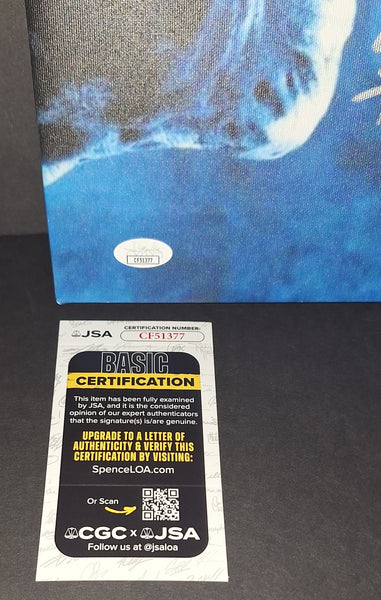 CF51377
JSA
CERTIFICATION NUMBER:
CF51377
BASIC
CERTIFICATION
This item has been fully examined
by JSA, and it is the considered
opinion of our expert authenticators
that the signature(s) is/are genuine.
UPGRADE TO A LETTER OF
AUTHENTICITY & VERIFY THIS
CERTIFICATION BY VISITING:
SpenceLOA.com
Or Scan
CGC x JSA
Follow us at @jsaloa